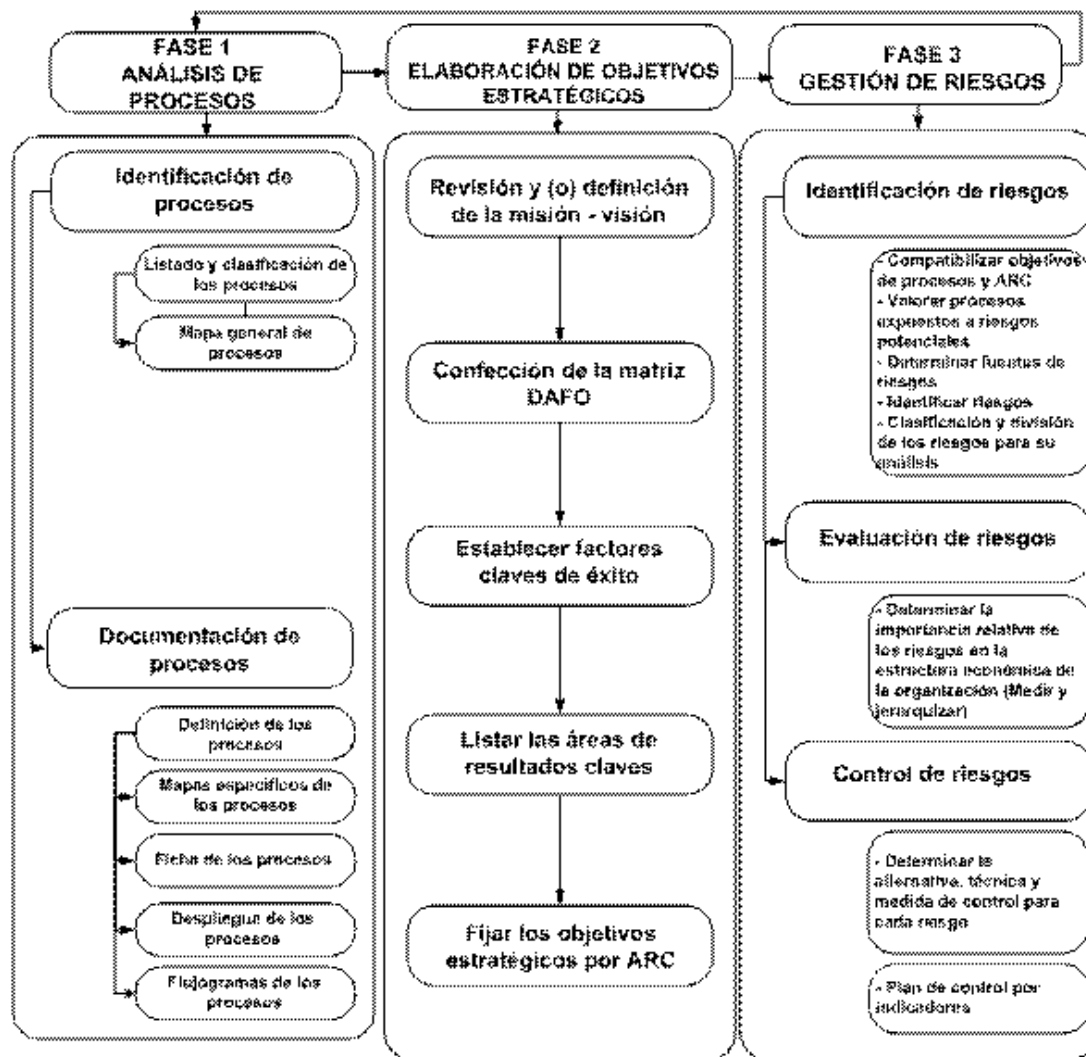 FASE 1
ANÁLISIS DE
PROCESOS
FASE 2
ELABORACIÓN DE OBJETIVOS
ESTRATÉGICOS
FASE 3
GESTIÓN DE RIESGOS
Identificación de
procesos
Listado y clasificación de
los procesos
Mapa general de
procesos
Documentación de
procesos
Definición de los
procesos
Mapas específicos de
los procesos
Ficha de los procesos
Despliegue de los
procesos
Flujogramas de los
procesos
Revisión y (o) definición
de la misión - visión
Confección de la matriz
DAFO
Establecer factores
claves de éxito
Listar las áreas de
resultados claves
Fijar los objetivos
estratégicos por ARC
Identificación de riesgos
- Compatibilizar objetivos
de procesos y ARC
- Valorar procesos
expuestos a riesgos
potenciales
- Determinar fuentes de
riesgos
- Identificar riesgos
- Clasificación y división
de los riesgos para su
análisis
Evaluación de riesgos
- Determinar la
importancia relativa de
los riesgos en la
estructura económica de
la organización (Medir y
jerarquizar)
Control de riesgos
- Determinar la
alternativa, técnica y
medida de control para
cada riesgo
- Plan de control por
indicadores